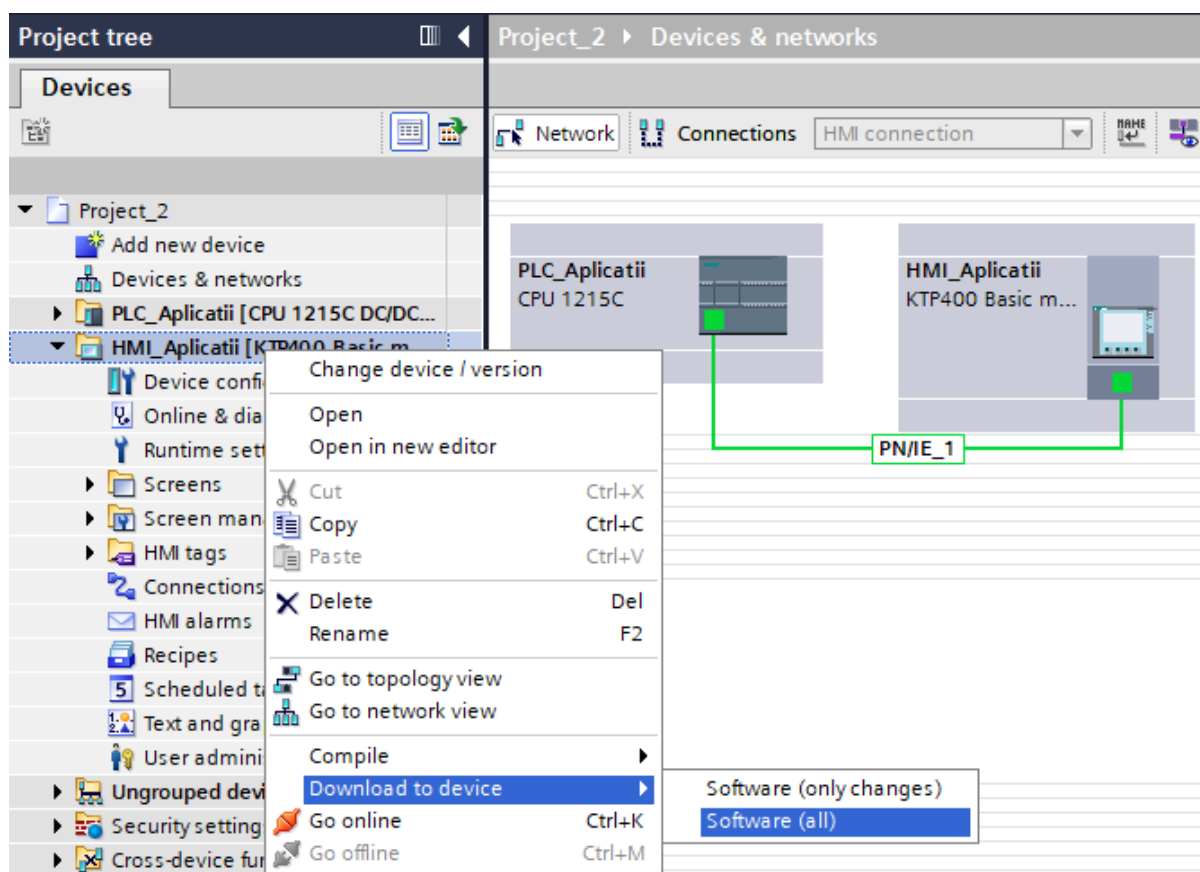 Project tree
Project_2 ▸ Devices & networks
Devices
Network
Connections
HMI connection
NAME
Project_2
Add new device
Devices & networks
PLC_Aplicatii [CPU 1215C DC/DC...
HMI_Aplicatii [KTP400 Basic m...
Device confi
Online & dia
Runtime sett
Screens
Screen mana
HMI tags
Connections
HMI alarms
Recipes
Scheduled ta
Text and gra
User adminis
Ungrouped devi
Security setting
Cross-device fun
Change device / version
Open
Open in new editor
Cut Ctrl+X
Copy Ctrl+C
Paste Ctrl+V
Delete Del
Rename F2
Go to topology view
Go to network view
Compile
Download to device
Go online Ctrl+K
Go offline Ctrl+M
Software (only changes)
Software (all)
PLC_Aplicatii
CPU 1215C
HMI_Aplicatii
KTP400 Basic m...
PN/IE_1